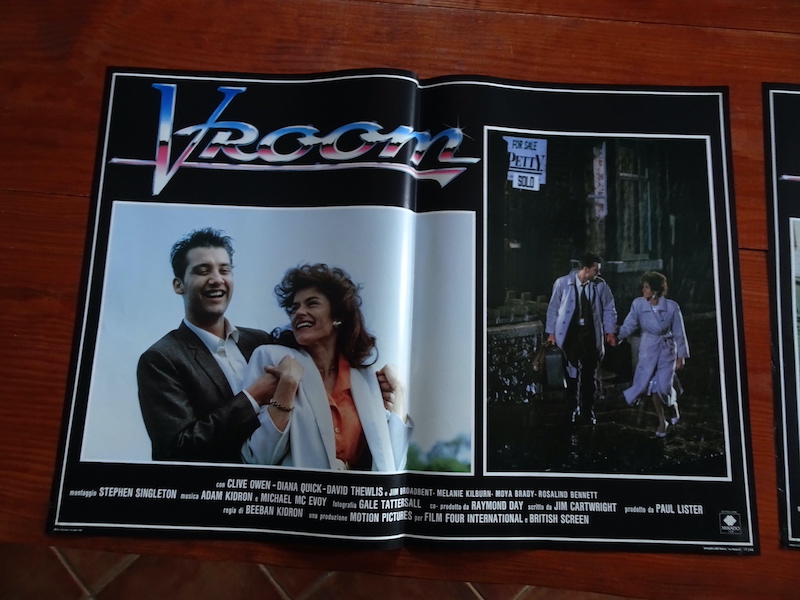 VROOM
FOR SALE
PETTY
SOLD
con CLIVE OWEN - DIANA QUICK - DAVID THEWLIS e JIM BROADBENT - MELANIE KILBURN - MOYA BRADY - ROSALIND BENNETT
montaggio STEPHEN SINGLETON musica ADAM KIDRON e MICHAEL MC EVOY fotografia GALE TATTERSALL co-prodotto da RAYMOND DAY scritto da JIM CARTWRIGHT prodotto da PAUL LISTER
regia di BEEBAN KIDRON una produzione MOTION PICTURES per FILM FOUR INTERNATIONAL e BRITISH SCREEN
MIKADO